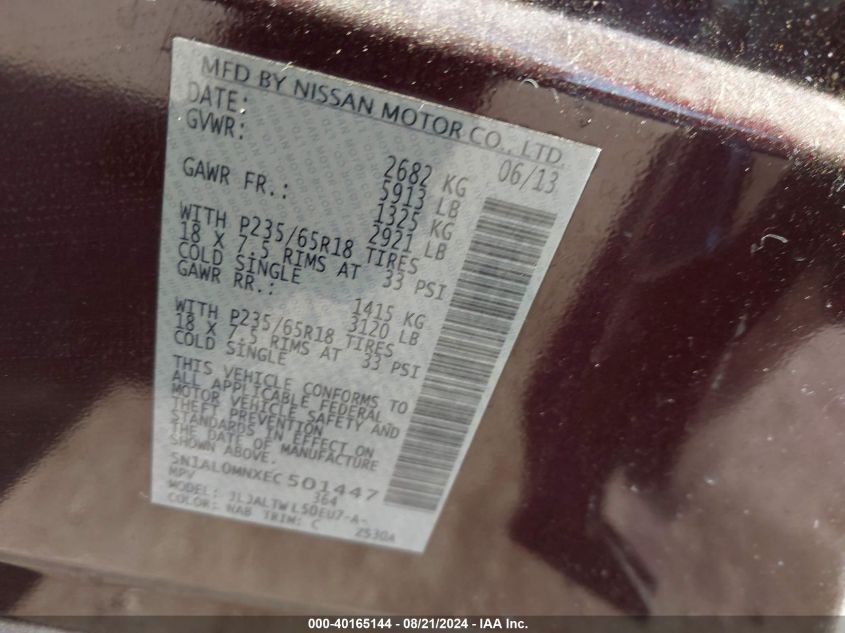 MFD BY NISSAN MOTOR CO., LTD.
DATE: 06/13
GVWR: 2682 KG
5913 LB
GAWR FR.: 1325 KG
2921 LB
WITH P235/65R18 TIRES
18 X 7.5 RIMS AT 33 PSI
COLD SINGLE
GAWR RR.: 1415 KG
3120 LB
WITH P235/65R18 TIRES
18 X 7.5 RIMS AT 33 PSI
COLD SINGLE
THIS VEHICLE CONFORMS TO
ALL APPLICABLE FEDERAL
MOTOR VEHICLE SAFETY AND
THEFT PREVENTION
STANDARDS IN EFFECT ON
THE DATE OF MANUFACTURE
SHOWN ABOVE.
5N1AL0MNXEC501447
MPV 364
MODEL: JLJALTWL50EU7-A-
COLOR: NAB TRIM: C Z530A
000-40165144 - 08/21/2024 - IAA Inc.